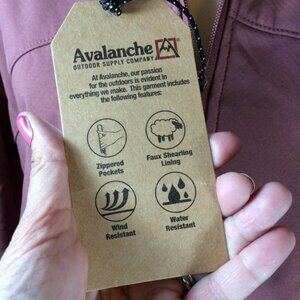 Avalanche®
OUTDOOR SUPPLY COMPANY
At Avalanche, our passion
for the outdoors is evident in
everything we make. This garment includes
the following features:
Zippered
Pockets
Faux Shearling
Lining
Wind
Resistant
Water
Resistant